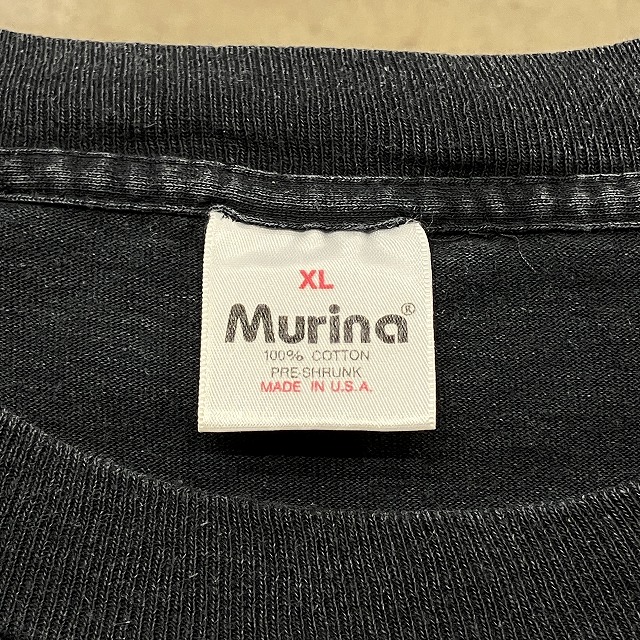 XL
Murina®
100% COTTON
PRE-SHRUNK
MADE IN U.S.A.